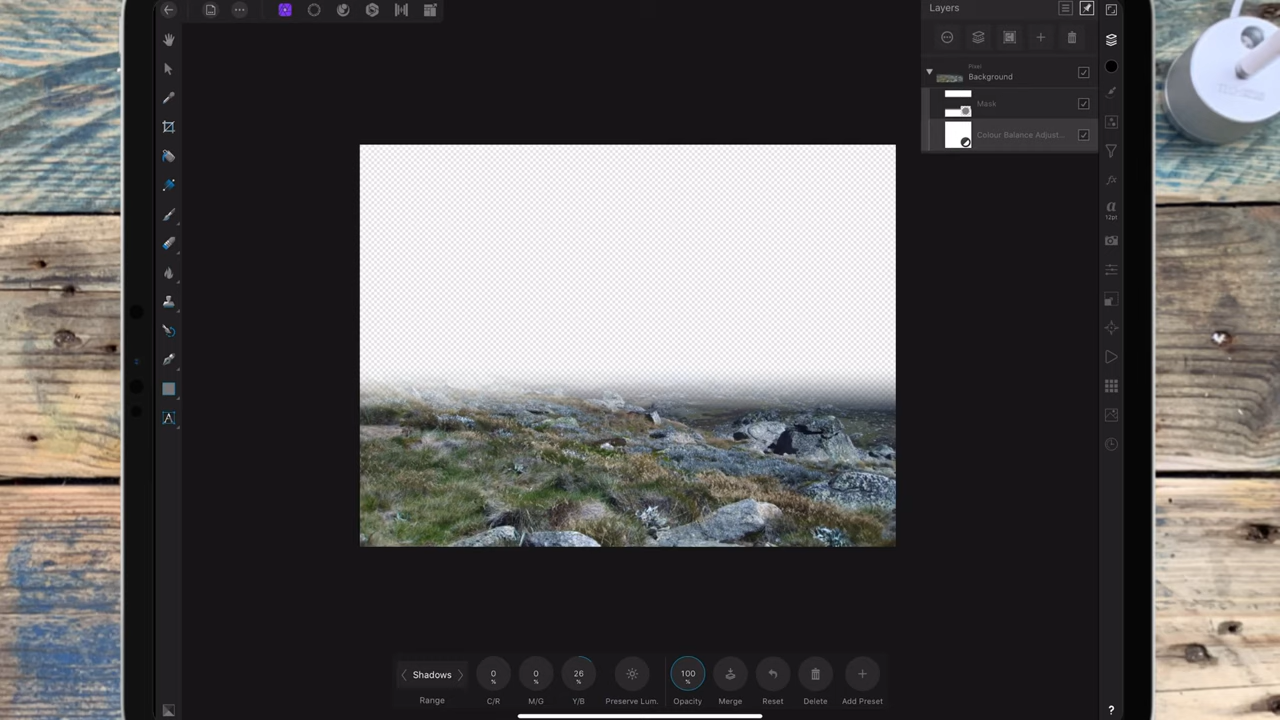 Layers
Pixel
Background
Mask
Colour Balance Adjust...
A
a
12pt
Shadows
Range
0
%
C/R
0
%
M/G
26
%
Y/B
Preserve Lum.
100
%
Opacity
Merge
Reset
Delete
Add Preset
?